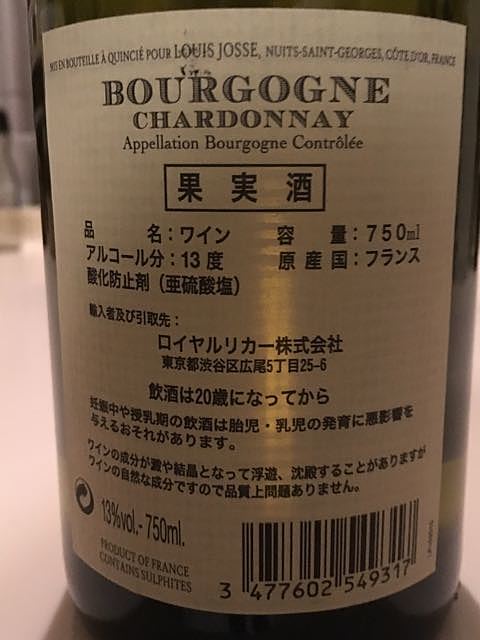 MIS EN BOUTEILLE À QUINCIÉ POUR LOUIS JOSSE, NUITS-SAINT-GEORGES, CÔTE D'OR, FRANCE
BOURGOGNE
CHARDONNAY
Appellation Bourgogne Contrôlée
果実酒
品 名：ワイン 容 量：750ml
アルコール分：13度 原産国：フランス
酸化防止剤（亜硫酸塩）
輸入者及び引取先：
ロイヤルリカー株式会社
東京都渋谷区広尾5丁目25-6
飲酒は20歳になってから
妊娠中や授乳期の飲酒は胎児・乳児の発育に悪影響を
与えるおそれがあります。
ワインの成分が澱や結晶となって浮遊、沈殿することがありますが
ワインの自然な成分ですので品質上問題ありません。
13%vol.- 750ml.
PRODUCT OF FRANCE
CONTAINS SULPHITES
3 477602 549317